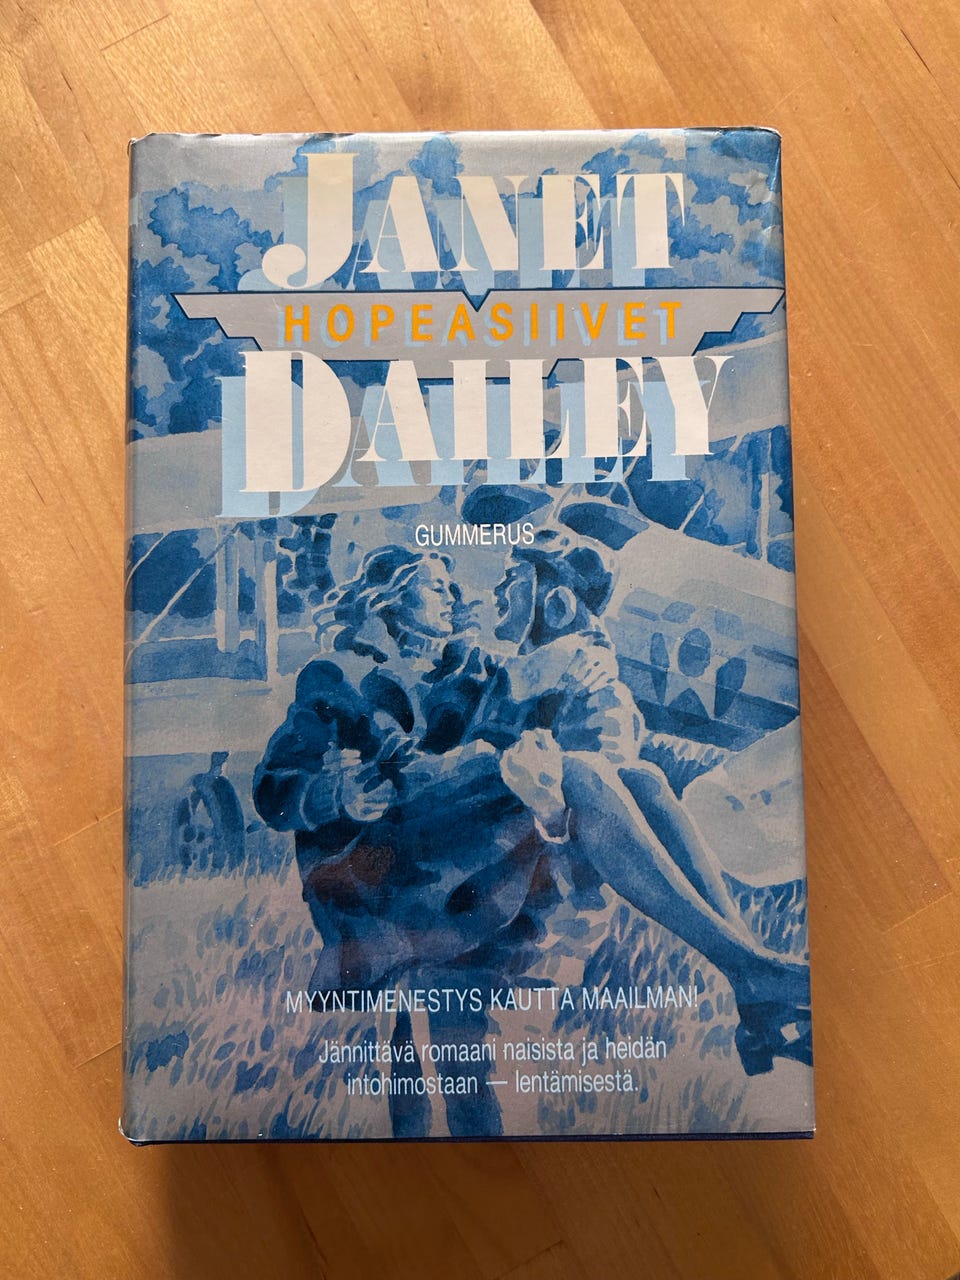 JANET
HOPEASIIVET
DAILEY
GUMMERUS
MYYNTIMENESTYS KAUTTA MAAILMAN!
Jännittävä romaani naisista ja heidän
intohimostaan — lentämisestä.